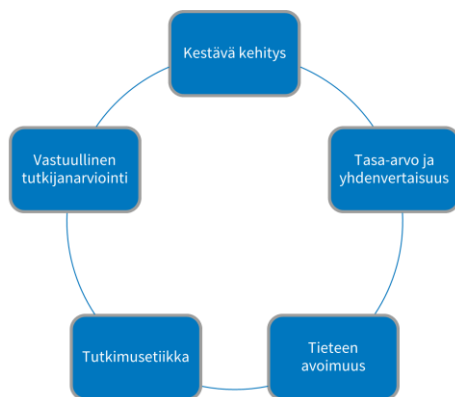 Kestävä kehitys
Tasa-arvo ja
yhdenvertaisuus
Tieteen
avoimuus
Tutkimusetiikka
Vastuullinen
tutkijanarviointi